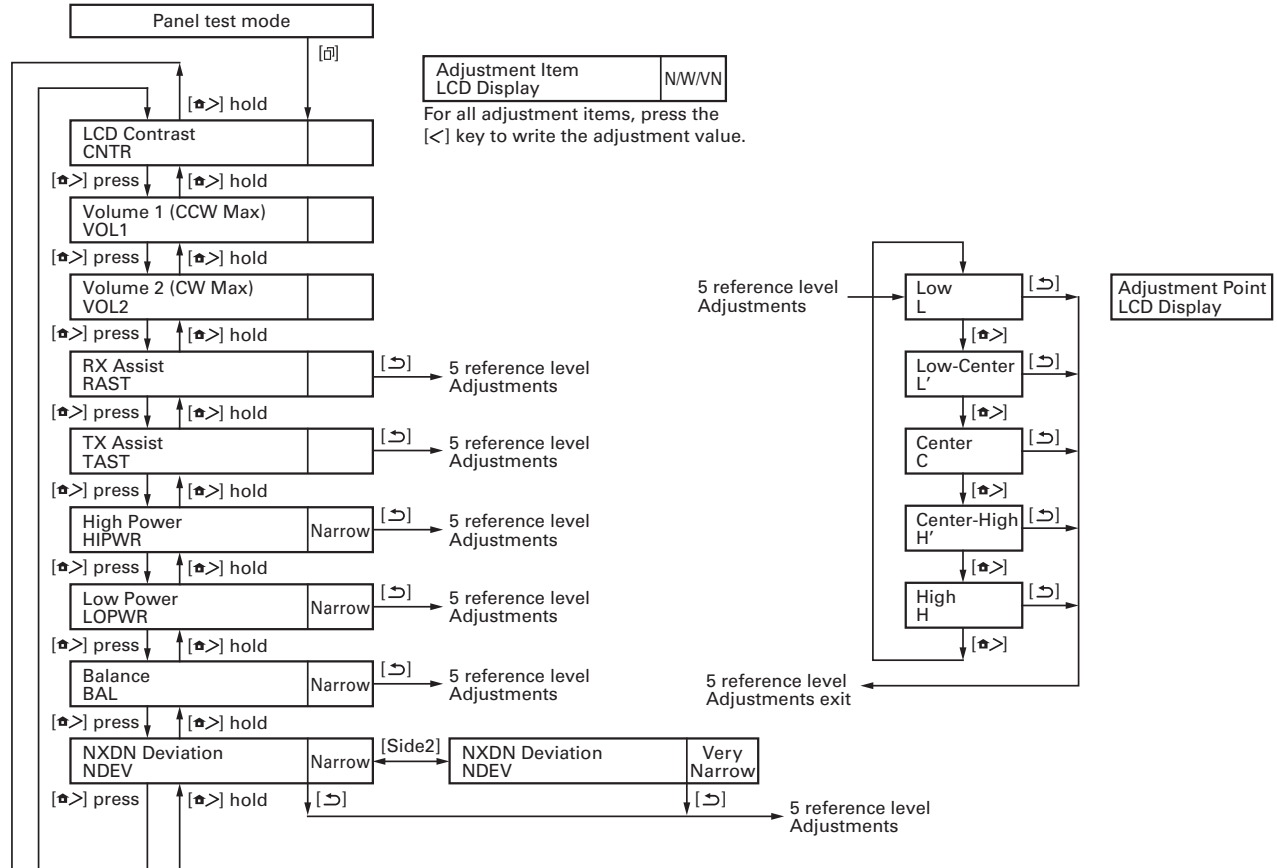 Panel test mode
[🗇]
Adjustment Item
LCD Display
N/W/VN
For all adjustment items, press the
[<] key to write the adjustment value.
[🏠>] hold
LCD Contrast
CNTR
[🏠>] press
[🏠>] hold
Volume 1 (CCW Max)
VOL1
[🏠>] press
[🏠>] hold
Volume 2 (CW Max)
VOL2
[🏠>] press
[🏠>] hold
RX Assist
RAST
[⮌]
5 reference level
Adjustments
[🏠>] press
[🏠>] hold
TX Assist
TAST
[⮌]
5 reference level
Adjustments
[🏠>] press
[🏠>] hold
High Power
HIPWR
Narrow
[⮌]
5 reference level
Adjustments
[🏠>] press
[🏠>] hold
Low Power
LOPWR
Narrow
[⮌]
5 reference level
Adjustments
[🏠>] press
[🏠>] hold
Balance
BAL
Narrow
[⮌]
5 reference level
Adjustments
[🏠>] press
[🏠>] hold
NXDN Deviation
NDEV
Narrow
[Side2]
NXDN Deviation
NDEV
Very
Narrow
[🏠>] press
[🏠>] hold
[⮌]
[⮌]
5 reference level
Adjustments
5 reference level
Adjustments
Low
L
[⮌]
Adjustment Point
LCD Display
[🏠>]
Low-Center
L′
[⮌]
[🏠>]
Center
C
[⮌]
[🏠>]
Center-High
H′
[⮌]
[🏠>]
High
H
[⮌]
[🏠>]
5 reference level
Adjustments exit